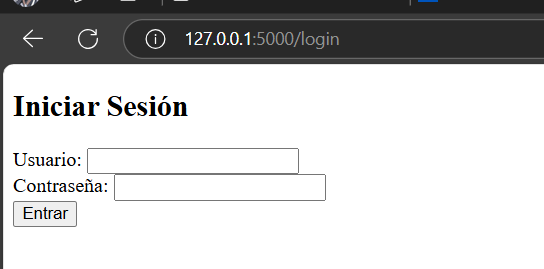 127.0.0.1:5000/login
Iniciar Sesión
Usuario:
Contraseña:
Entrar